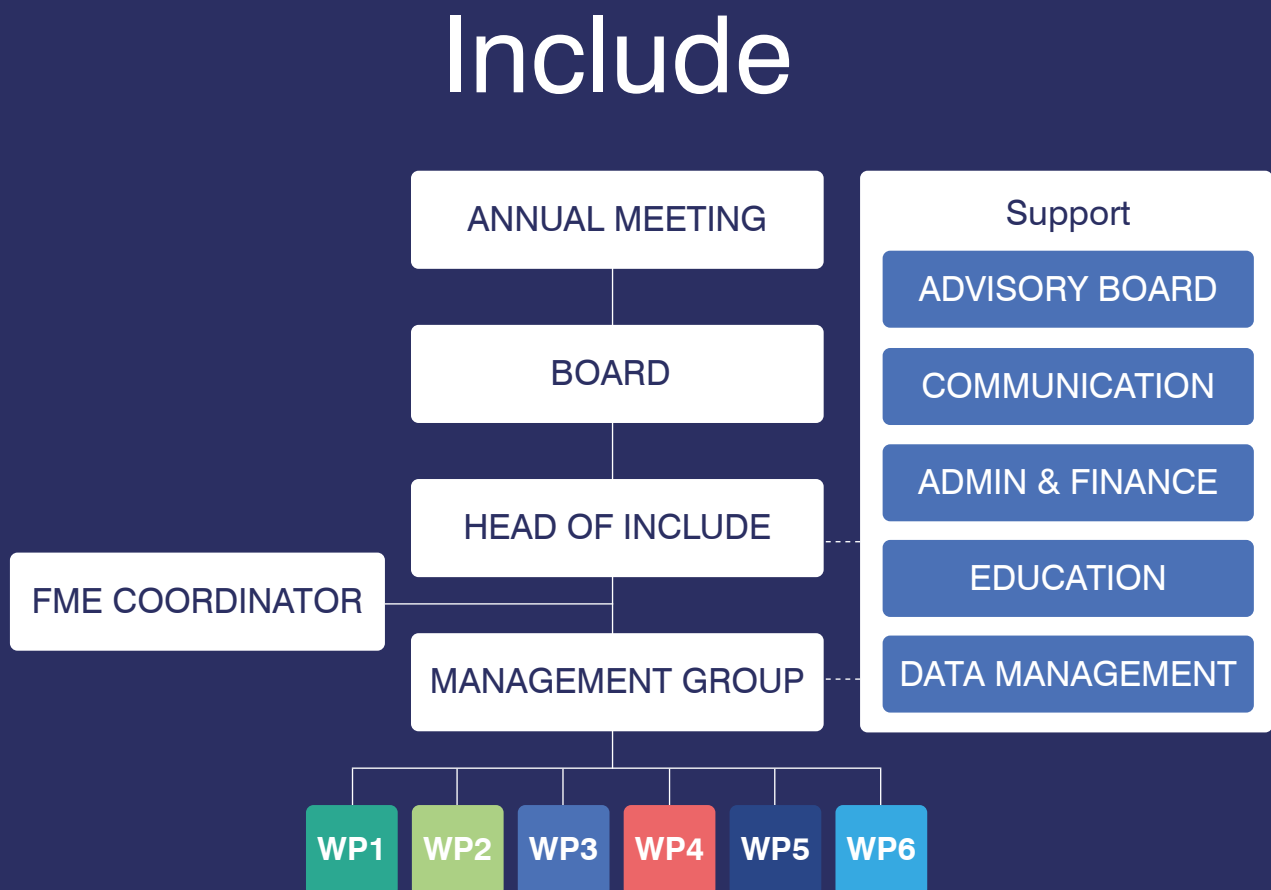 Include
ANNUAL MEETING
BOARD
HEAD OF INCLUDE
FME COORDINATOR
MANAGEMENT GROUP
Support
ADVISORY BOARD
COMMUNICATION
ADMIN & FINANCE
EDUCATION
DATA MANAGEMENT
WP1 WP2 WP3 WP4 WP5 WP6